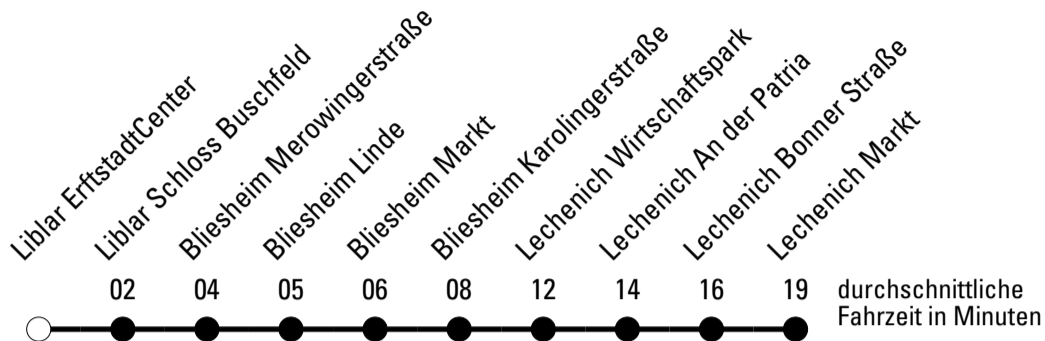 Liblar ErftstadtCenter
Liblar Schloss Buschfeld
Bliesheim Merowingerstraße
Bliesheim Linde
Bliesheim Markt
Bliesheim Karolingerstraße
Lechenich Wirtschaftspark
Lechenich An der Patria
Lechenich Bonner Straße
Lechenich Markt
02 04 05 06 08 12 14 16 19
durchschnittliche
Fahrzeit in Minuten